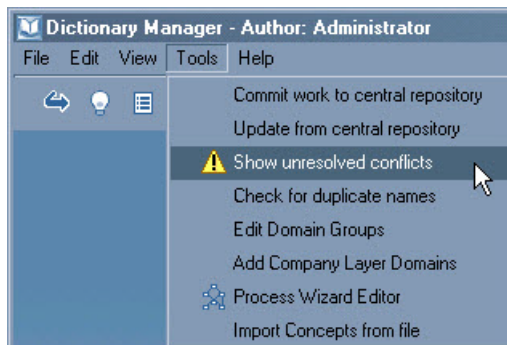 Dictionary Manager - Author: Administrator
File Edit View Tools Help
Commit work to central repository
Update from central repository
Show unresolved conflicts
Check for duplicate names
Edit Domain Groups
Add Company Layer Domains
Process Wizard Editor
Import Concepts from file